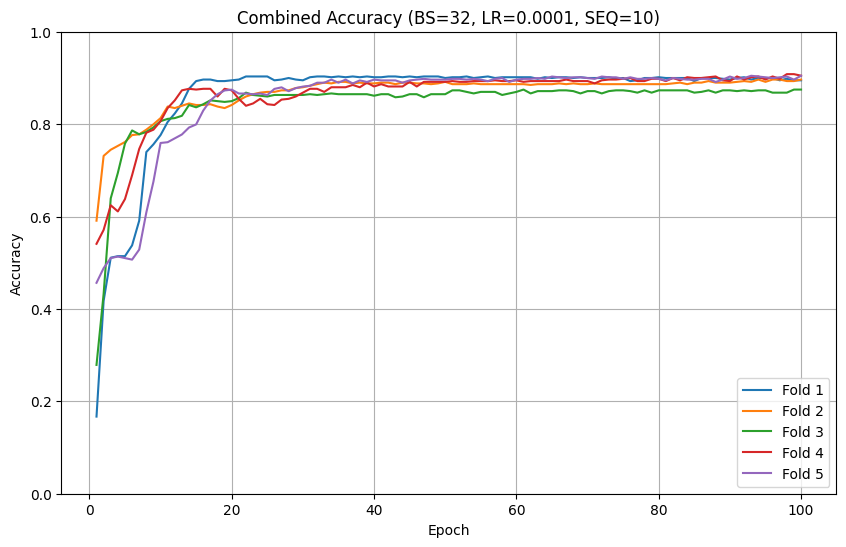 Combined Accuracy (BS=32, LR=0.0001, SEQ=10)
1.0
0.8
0.6
0.4
0.2
0.0
Accuracy
0 20 40 60 80 100
Epoch
Fold 1
Fold 2
Fold 3
Fold 4
Fold 5